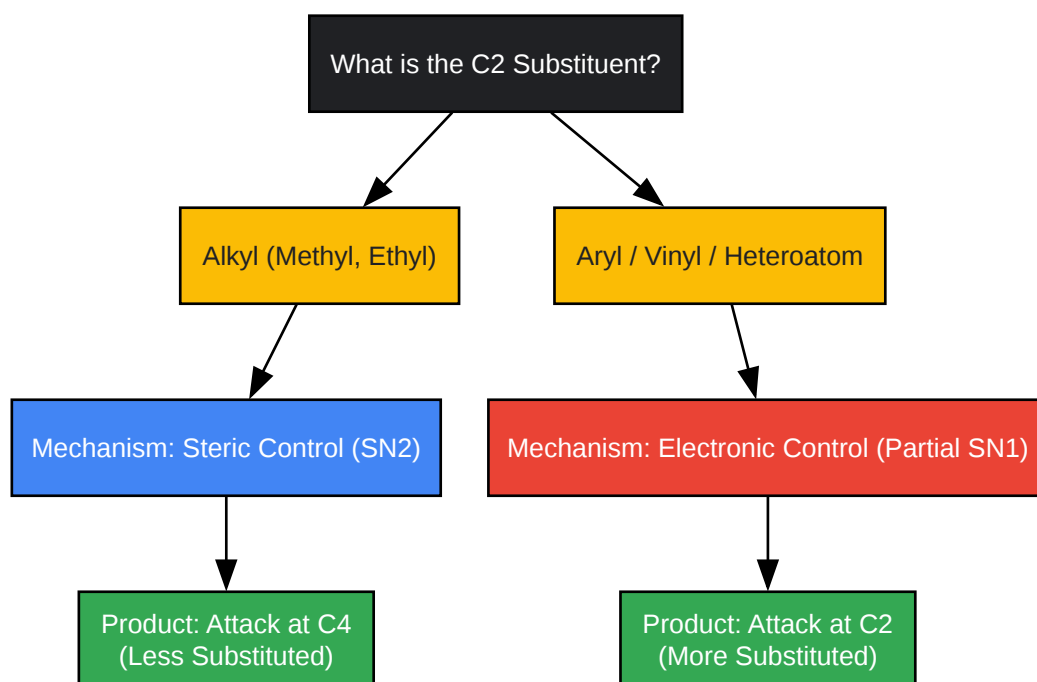 What is the C2 Substituent?
Alkyl (Methyl, Ethyl)
Aryl / Vinyl / Heteroatom
Mechanism: Steric Control (SN2)
Mechanism: Electronic Control (Partial SN1)
Product: Attack at C4
(Less Substituted)
Product: Attack at C2
(More Substituted)